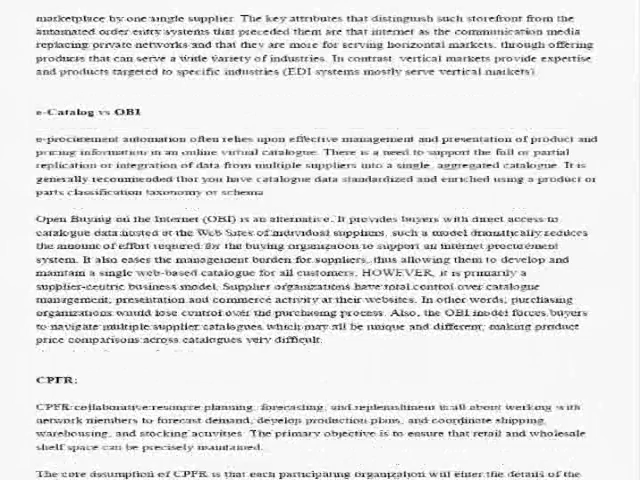 marketplace by one single supplier. The key attributes that distinguish such storefront from the
automated order entry systems that preceded them are that internet as the communication media
replacing private networks and that they are more for serving horizontal markets, through offering
products that can serve a wide variety of industries. In contrast, vertical markets provide expertise
and products targeted to specific industries (EDI systems mostly serve vertical markets)
e-Catalog vs OBI
e-procurement automation often relies upon effective management and presentation of product and
pricing information in an online virtual catalogue. There is a need to support the full or partial
replication or integration of data from multiple suppliers into a single, aggregated catalogue. It is
generally recommended that you have catalogue data standardized and enriched using a product or
parts classification taxonomy or schema
Open Buying on the Internet (OBI) is an alternative. It provides buyers with direct access to
catalogue data hosted at the Web Sites of individual suppliers, such a model dramatically reduces
the amount of effort required for the buying organization to support an internet procurement
system. It also eases the management burden for suppliers, thus allowing them to develop and
maintain a single web-based catalogue for all customers, HOWEVER, it is primarily a
supplier-centric business model. Supplier organizations have total control over catalogue
management, presentation and commerce activity at their websites. In other words, purchasing
organizations would lose control over the purchasing process. Also, the OBI model forces buyers
to navigate multiple supplier catalogues which may all be unique and different, making product
price comparisons across catalogues very difficult.
CPFR:
CPFR collaborative resource planning, forecasting, and replenishment is all about working with
network members to forecast demand, develop production plans, and coordinate shipping,
warehousing, and stocking activities. The primary objective is to ensure that retail and wholesale
shelf space can be precisely maintained.
The core assumption of CPFR is that each participating organization will enter the details of the